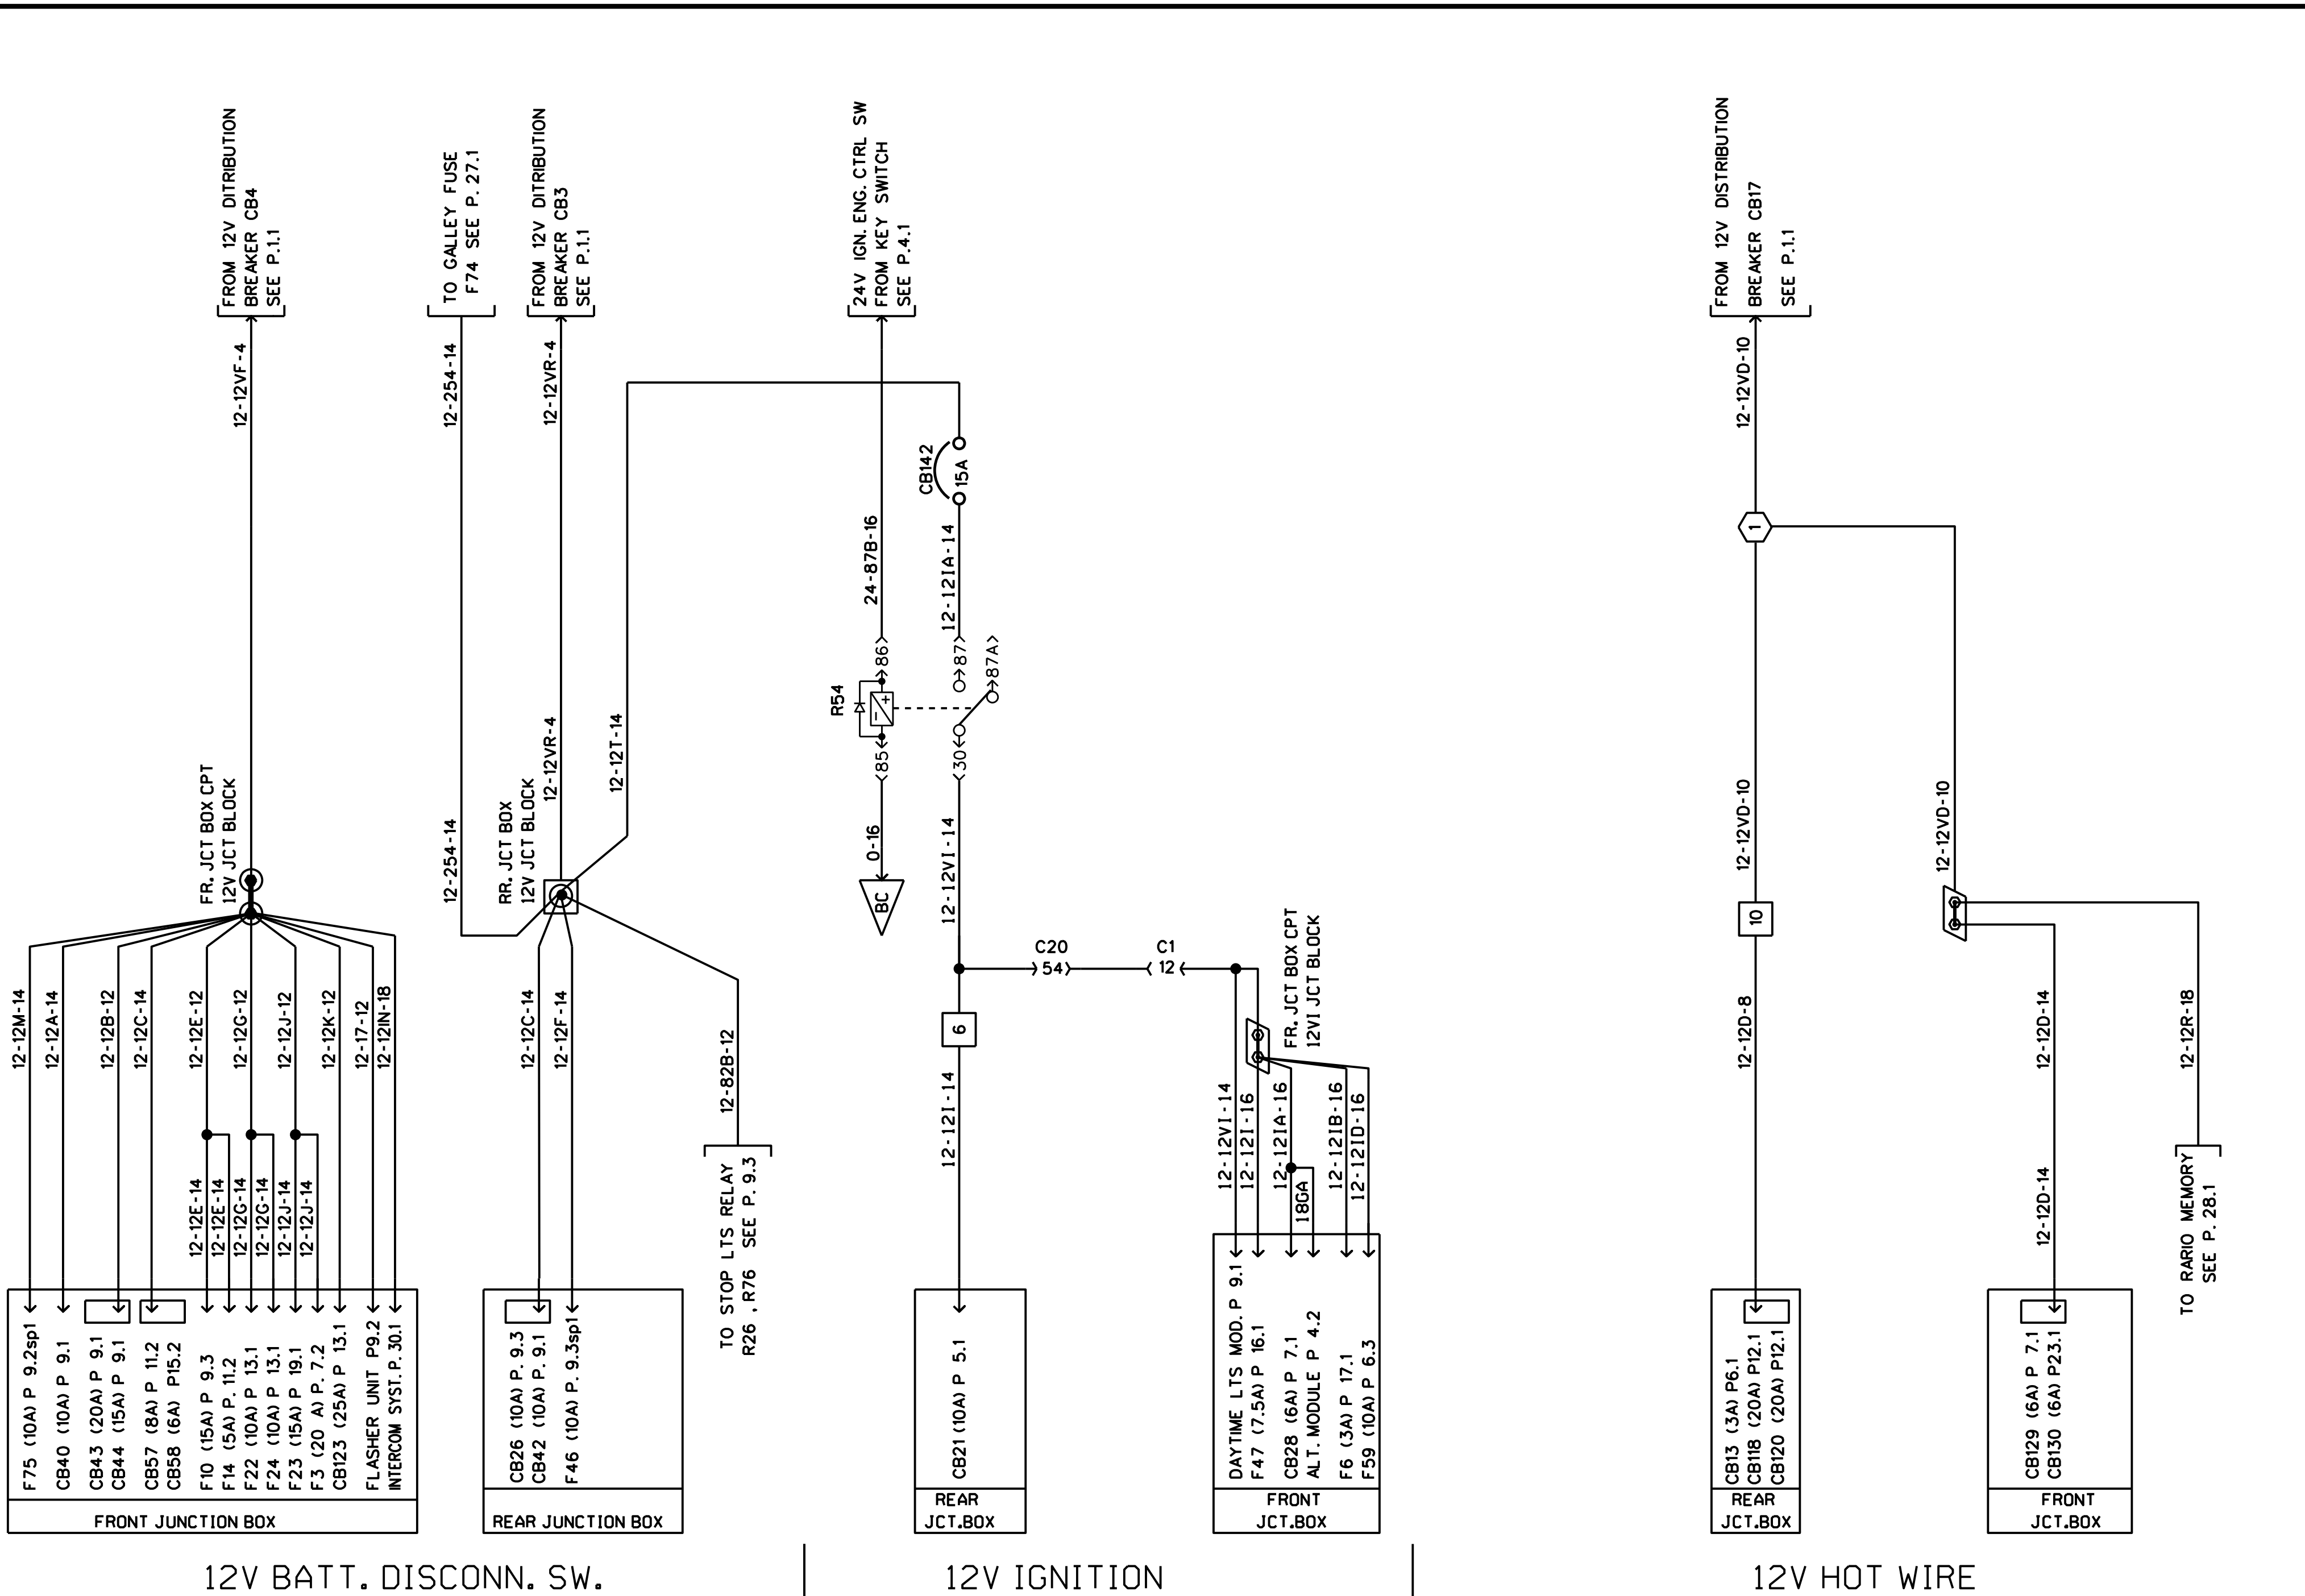 FROM 12V DITRIBUTION
BREAKER CB4
SEE P.1.1
12-12VF-4
FR. JCT BOX CPT
12V JCT BLOCK
12-12M-14
12-12A-14
12-12B-12
12-12C-14
12-12E-12
12-12G-12
12-12J-12
12-12K-12
12-17-12
12-12IN-18
12-12E-14
12-12E-14
12-12G-14
12-12G-14
12-12J-14
12-12J-14
F75 (10A) P 9.2sp1
CB40 (10A) P 9.1
CB43 (20A) P 9.1
CB44 (15A) P 9.1
CB57 (8A) P 11.2
CB58 (6A) P15.2
F10 (15A) P 9.3
F14 (5A) P. 11.2
F22 (10A) P 13.1
F24 (10A) P 13.1
F23 (15A) P 19.1
F3 (20 A) P. 7.2
CB123 (25A) P 13.1
FLASHER UNIT P9.2
INTERCOM SYST. P. 30.1
FRONT JUNCTION BOX
TO GALLEY FUSE
F74 SEE P. 27.1
12-254-14
12-254-14
FROM 12V DITRIBUTION
BREAKER CB3
SEE P.1.1
12-12VR-4
12-12VR-4
12-12T-14
RR. JCT BOX
12V JCT BLOCK
12-12C-14
12-12F-14
12-82B-12
TO STOP LTS RELAY
R26 , R76 SEE P. 9.3
CB26 (10A) P. 9.3
CB42 (10A) P. 9.1
F46 (10A) P. 9.3sp1
REAR JUNCTION BOX
12V BATT. DISCONN. SW.
24V IGN. ENG. CTRL SW
FROM KEY SWITCH
SEE P.4.1
CB142
15A
24-87B-16
12-12IA-14
R54
86
87
87A
85
30
0-16
BC
12-12VI-14
C20
54
C1
12
6
12-12I-14
FR. JCT BOX CPT
12VI JCT BLOCK
12-12VI-14
12-12I-16
12-12IA-16
18GA
12-12IB-16
12-12ID-16
CB21 (10A) P 5.1
REAR
JCT.BOX
DAYTIME LTS MOD. P 9.1
F47 (7.5A) P 16.1
CB28 (6A) P 7.1
ALT. MODULE P 4.2
F6 (3A) P 17.1
F59 (10A) P 6.3
FRONT
JCT.BOX
12V IGNITION
FROM 12V DISTRIBUTION
BREAKER CB17
SEE P.1.1
12-12VD-10
1
12-12VD-10
12-12VD-10
10
12-12D-8
12-12D-14
12-12R-18
12-12D-14
TO RARIO MEMORY
SEE P. 28.1
CB13 (3A) P6.1
CB118 (20A) P12.1
CB120 (20A) P12.1
REAR
JCT.BOX
CB129 (6A) P 7.1
CB130 (6A) P23.1
FRONT
JCT.BOX
12V HOT WIRE